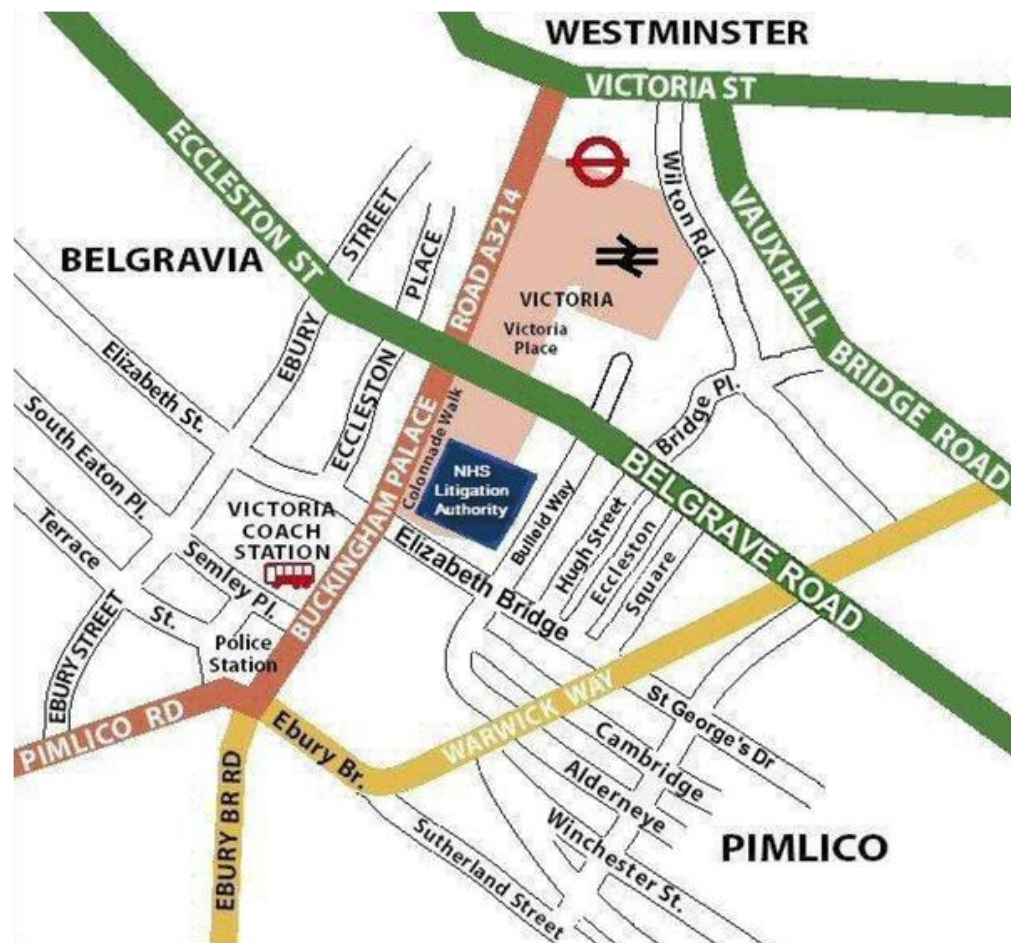 WESTMINSTER
VICTORIA ST
ECCLESTON ST
Wilton Rd.
VAUXHALL BRIDGE ROAD
EBURY STREET
ECCLESTON PLACE
BUCKINGHAM PALACE ROAD A3214
BELGRAVIA
VICTORIA
Victoria
Place
Elizabeth St.
South Eaton Pl.
Terrace St.
Colonnade Walk
Bridge Pl.
BELGRAVE ROAD
NHS
Litigation
Authority
VICTORIA
COACH
STATION
Bulleid Way
Hugh Street
Eccleston
Square
Elizabeth Bridge
Semley Pl.
Police
Station
EBURY STREET
PIMLICO RD
Ebury Br.
WARWICK WAY
St George's Dr
Cambridge
Alderneye
Winchester St.
PIMLICO
EBURY BR RD
Sutherland Street